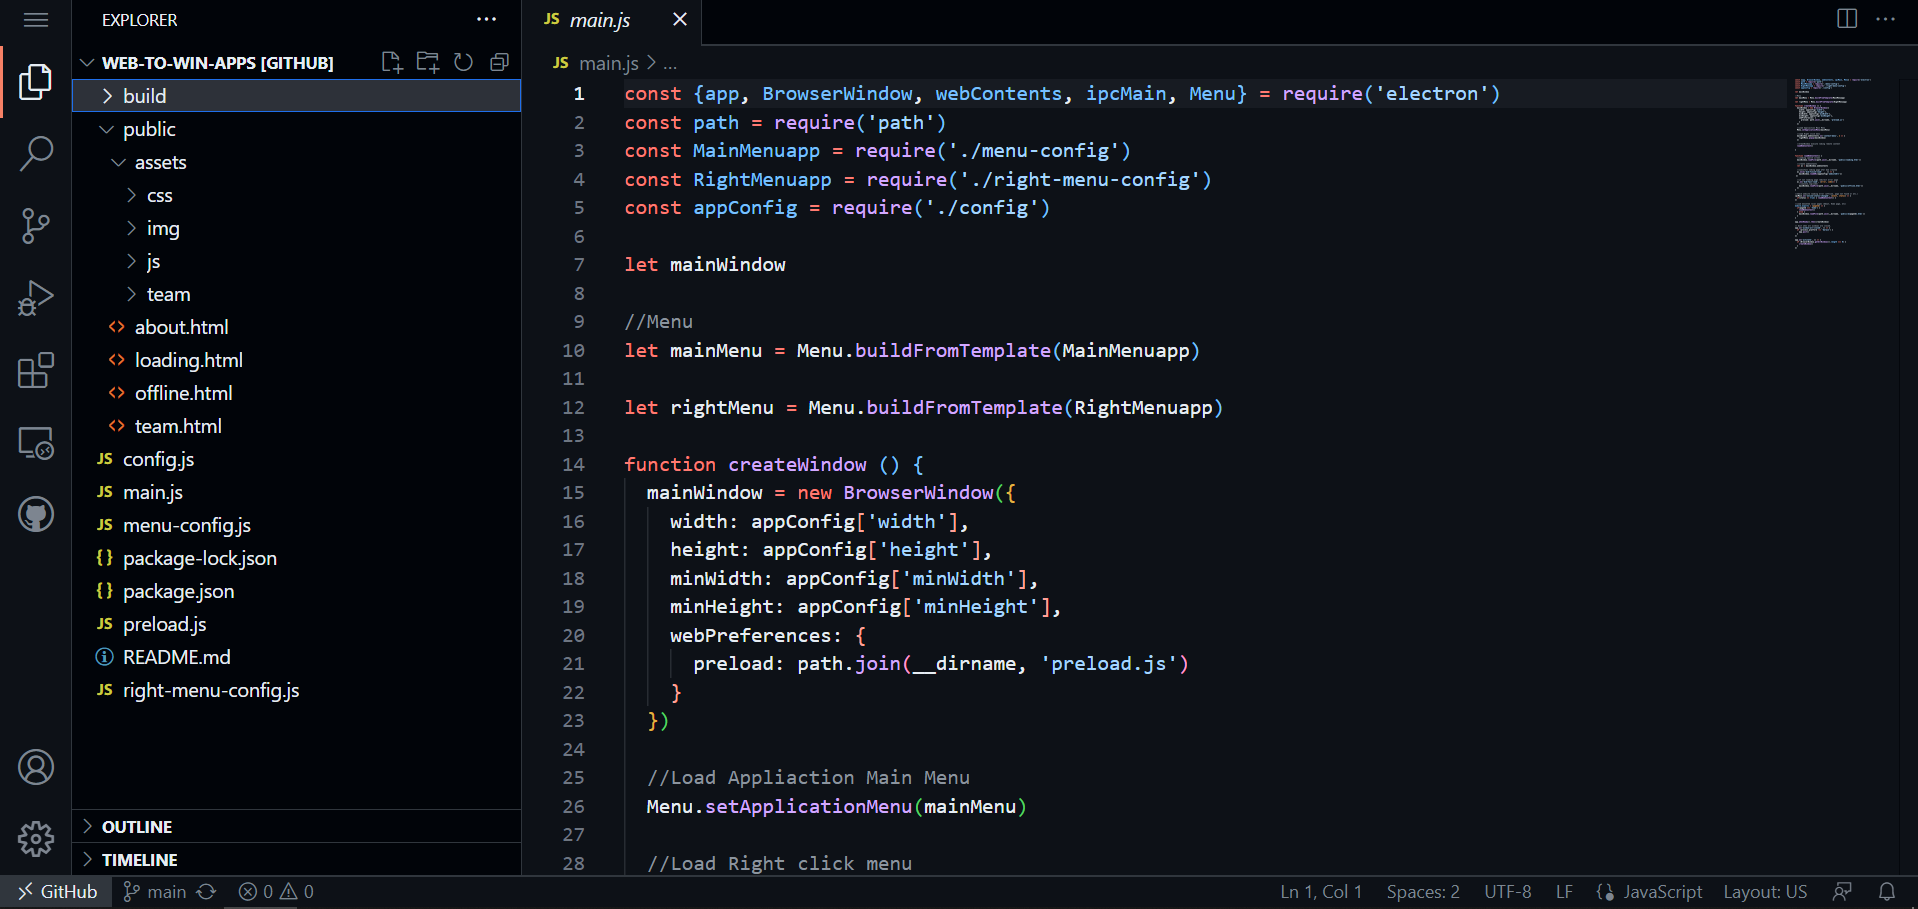 EXPLORER
WEB-TO-WIN-APPS [GITHUB]
build
public
assets
css
img
js
team
about.html
loading.html
offline.html
team.html
JS config.js
JS main.js
JS menu-config.js
{} package-lock.json
{} package.json
JS preload.js
README.md
JS right-menu-config.js
OUTLINE
TIMELINE
JS main.js
JS main.js > ...
1 const {app, BrowserWindow, webContents, ipcMain, Menu} = require('electron')
2 const path = require('path')
3 const MainMenuapp = require('./menu-config')
4 const RightMenuapp = require('./right-menu-config')
5 const appConfig = require('./config')
6
7 let mainWindow
8
9 //Menu
10 let mainMenu = Menu.buildFromTemplate(MainMenuapp)
11
12 let rightMenu = Menu.buildFromTemplate(RightMenuapp)
13
14 function createWindow () {
15 mainWindow = new BrowserWindow({
16 width: appConfig['width'],
17 height: appConfig['height'],
18 minWidth: appConfig['minWidth'],
19 minHeight: appConfig['minHeight'],
20 webPreferences: {
21 preload: path.join(__dirname, 'preload.js')
22 }
23 })
24
25 //Load Appliaction Main Menu
26 Menu.setApplicationMenu(mainMenu)
27
28 //Load Right click menu
GitHub main 0 0 Ln 1, Col 1 Spaces: 2 UTF-8 LF JavaScript Layout: US